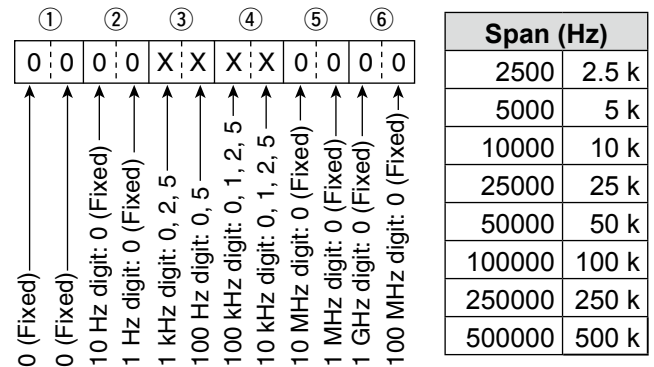 ① ② ③ ④ ⑤ ⑥
0 0 0 0 X X X X 0 0 0 0
0 (Fixed)
0 (Fixed)
10 Hz digit: 0 (Fixed)
1 Hz digit: 0 (Fixed)
1 kHz digit: 0, 2, 5
100 Hz digit: 0, 5
100 kHz digit: 0, 1, 2, 5
10 kHz digit: 0, 1, 2, 5
10 MHz digit: 0 (Fixed)
1 MHz digit: 0 (Fixed)
1 GHz digit: 0 (Fixed)
100 MHz digit: 0 (Fixed)
Span (Hz)
2500 2.5 k
5000 5 k
10000 10 k
25000 25 k
50000 50 k
100000 100 k
250000 250 k
500000 500 k